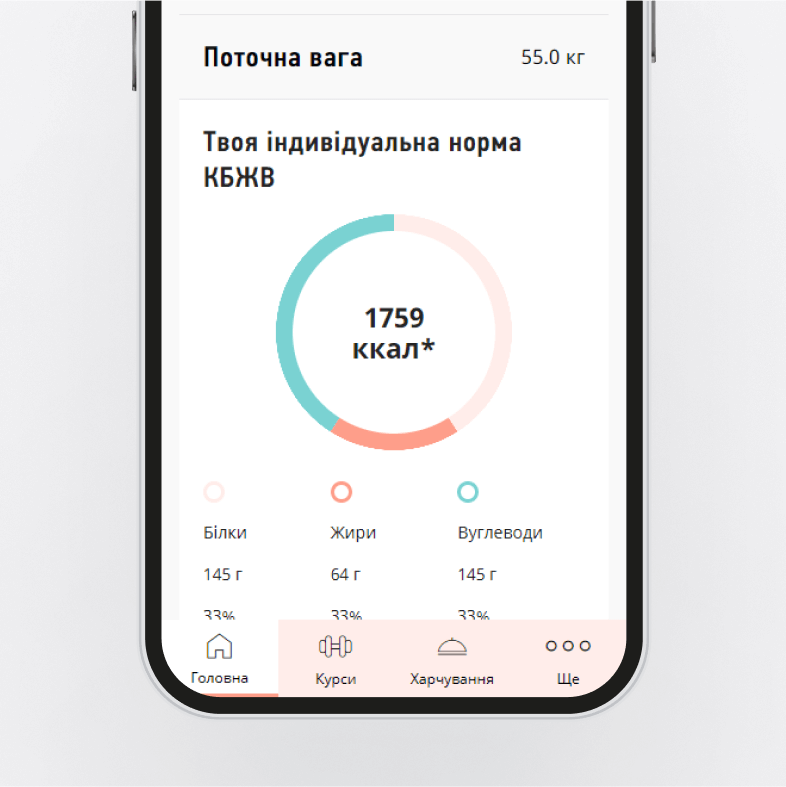 Поточна вага 55.0 кг
Твоя індивідуальна норма
КБЖВ
1759
ккал*
Білки Жири Вуглеводи
145 г 64 г 145 г
33% 33% 33%
Головна Курси Харчування Ще